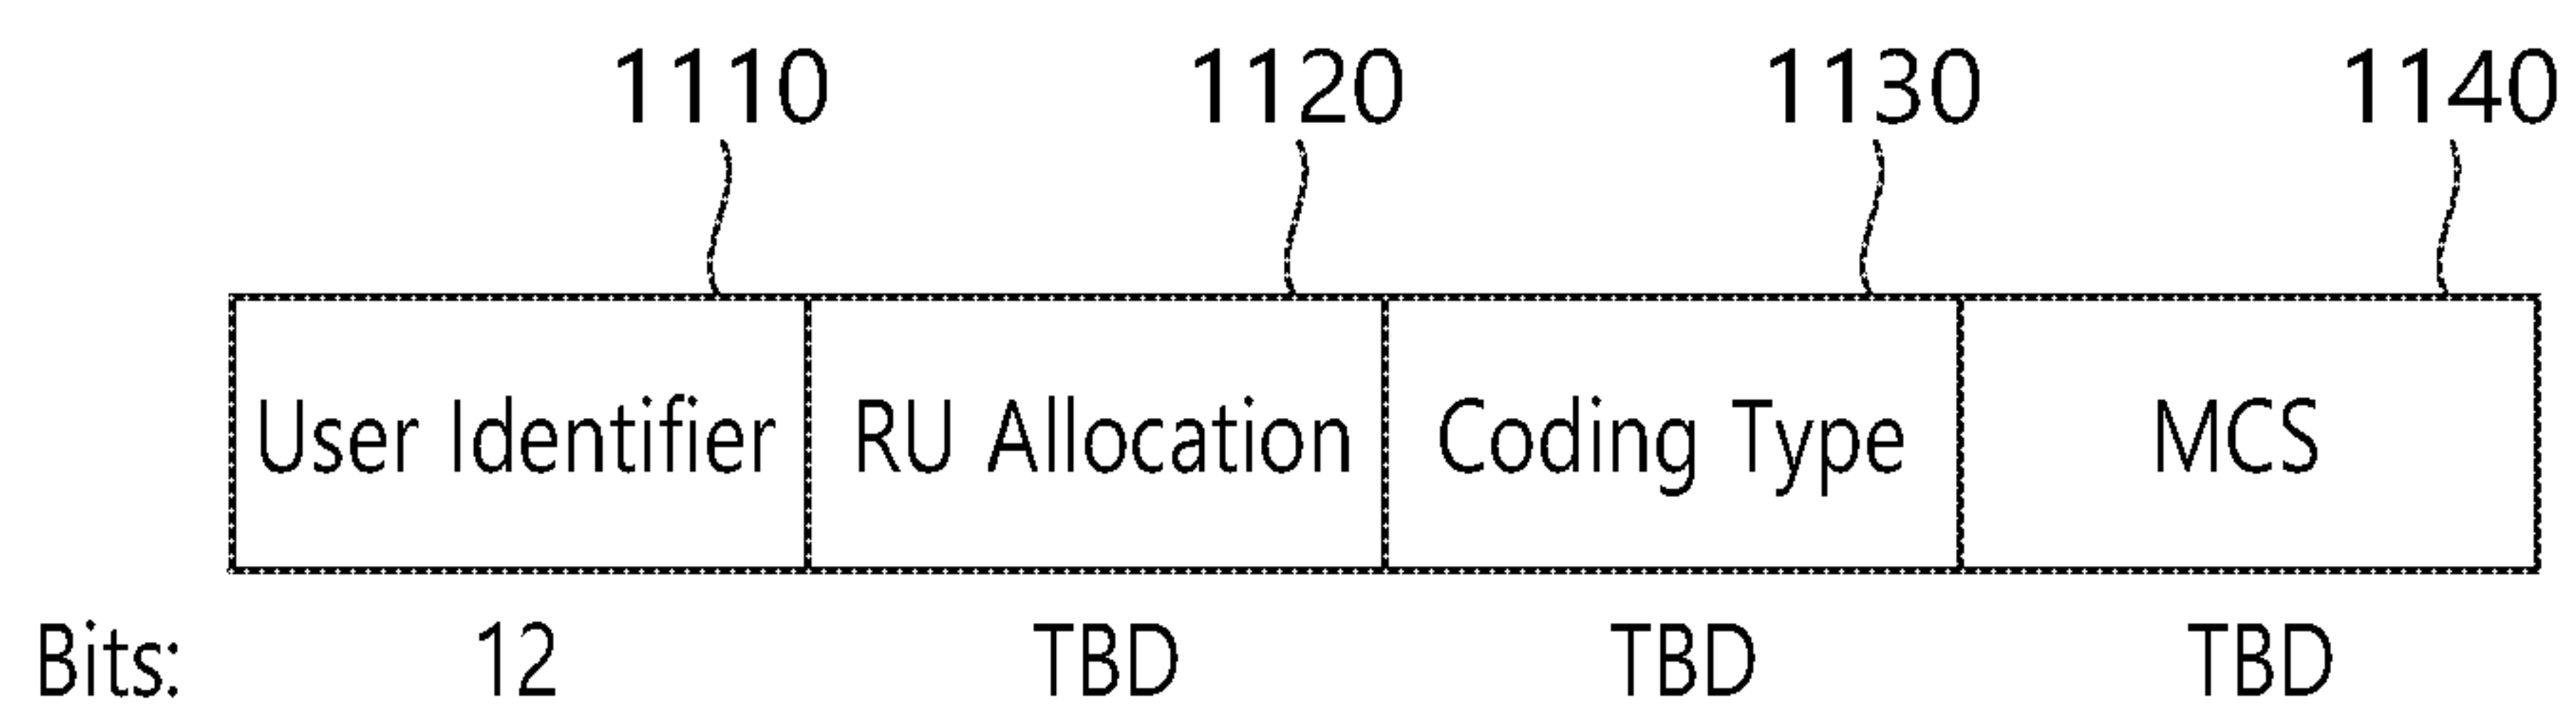 1110 1120 1130 1140
User Identifier RU Allocation Coding Type MCS
Bits: 12 TBD TBD TBD